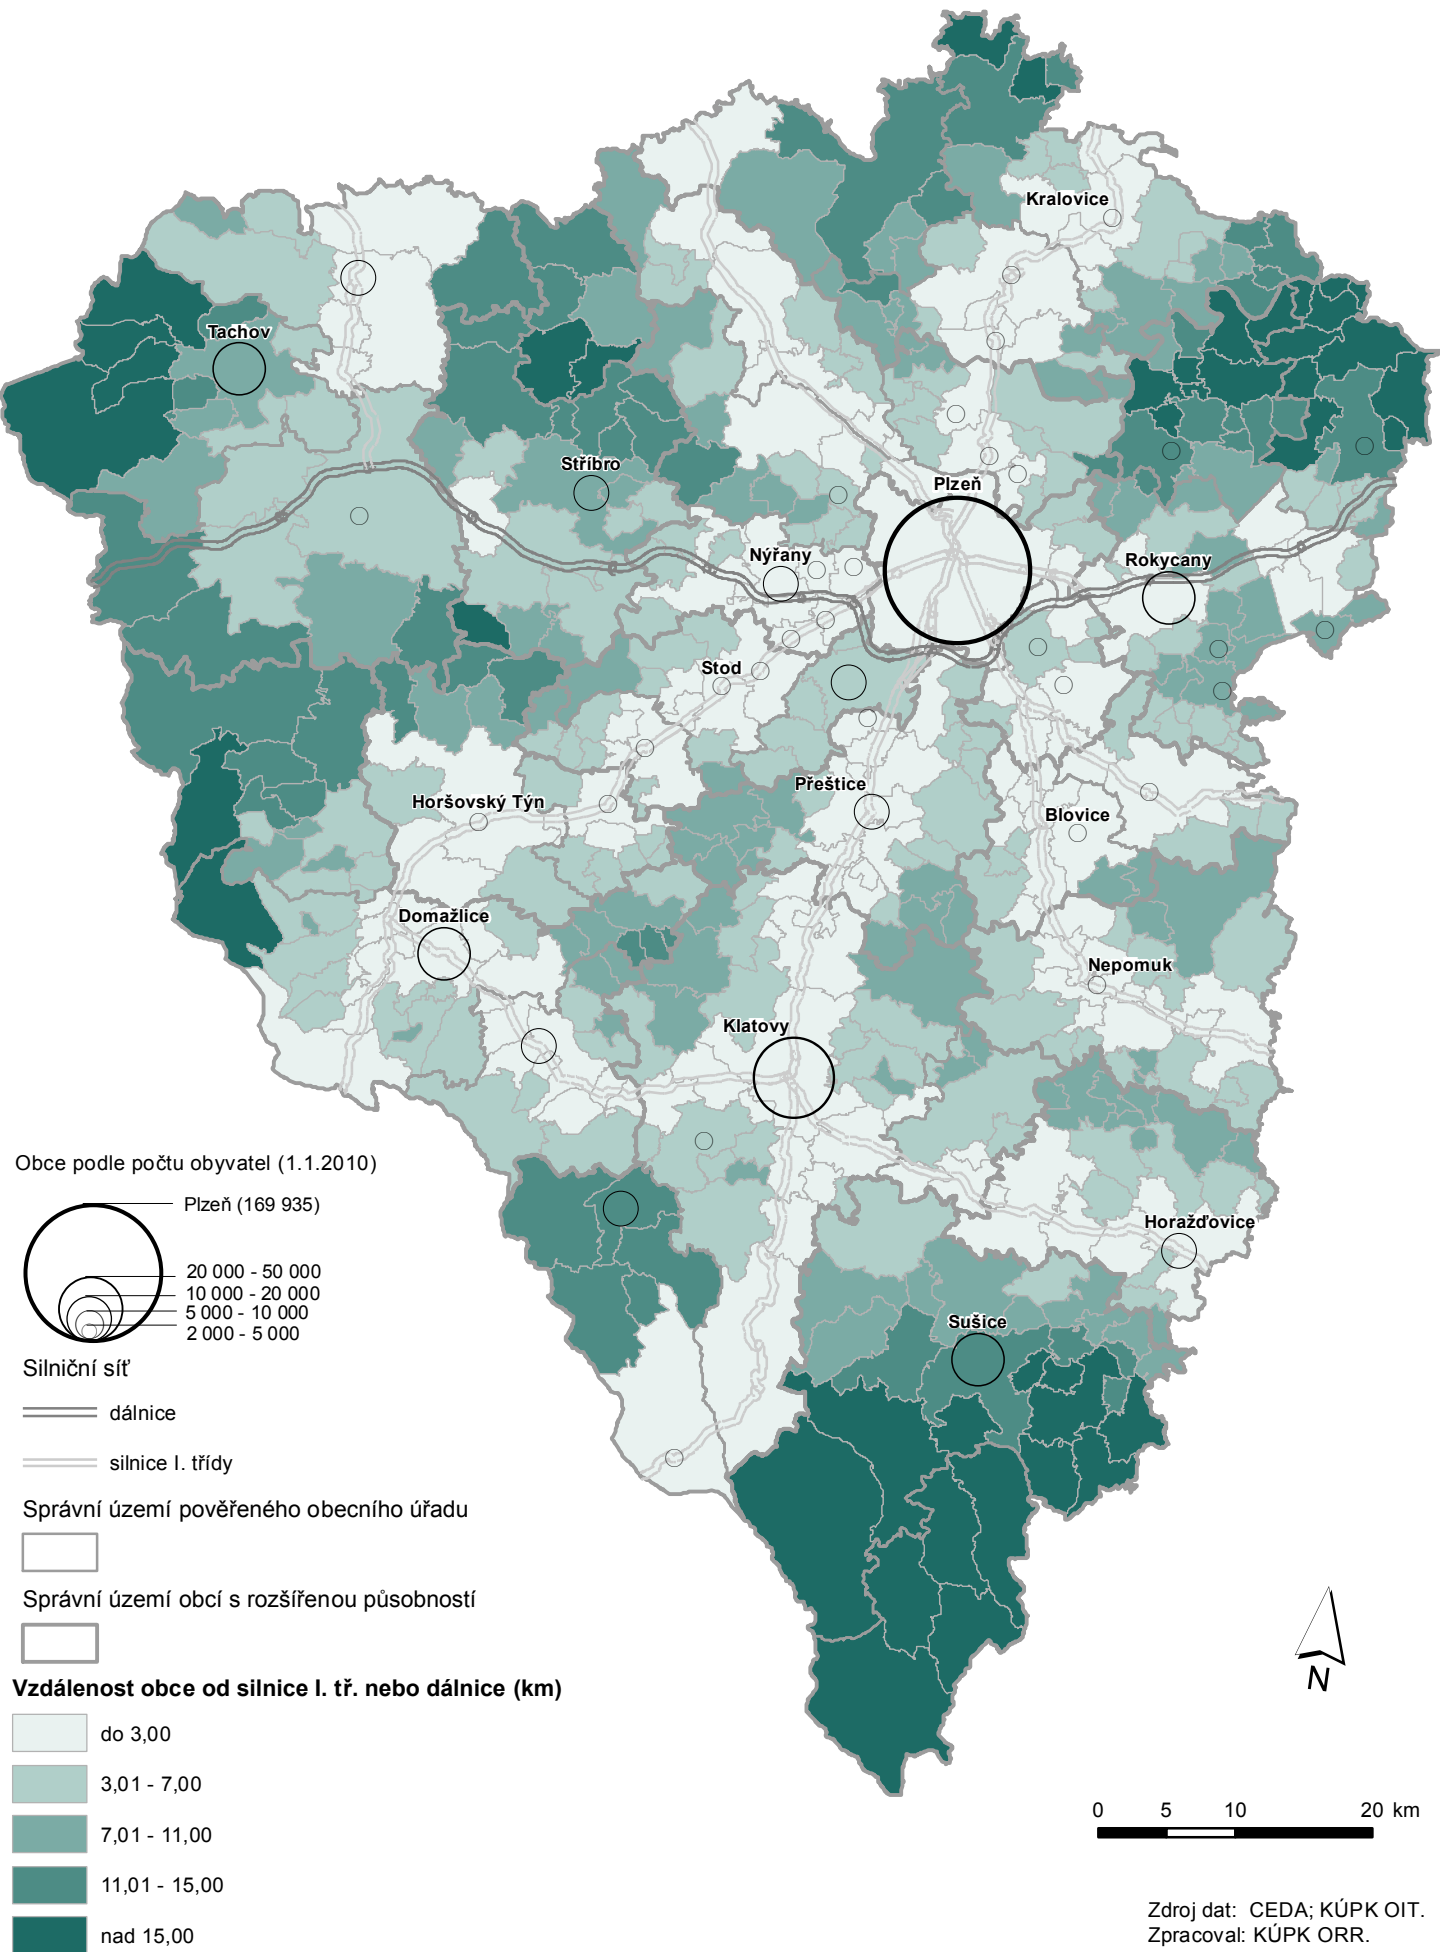 Kralovice
Tachov
Stříbro
Plzeň
Nýřany
Rokycany
Stod
Přeštice
Horšovský Týn
Blovice
Domažlice
Nepomuk
Klatovy
Horažďovice
Sušice
Obce podle počtu obyvatel (1.1.2010)
Plzeň (169 935)
20 000 - 50 000
10 000 - 20 000
5 000 - 10 000
2 000 - 5 000
Silniční síť
dálnice
silnice I. třídy
Správní území pověřeného obecního úřadu
Správní území obcí s rozšířenou působností
Vzdálenost obce od silnice I. tř. nebo dálnice (km)
do 3,00
3,01 - 7,00
7,01 - 11,00
11,01 - 15,00
nad 15,00
N
0 5 10 20 km
Zdroj dat: CEDA; KÚPK OIT.
Zpracoval: KÚPK ORR.